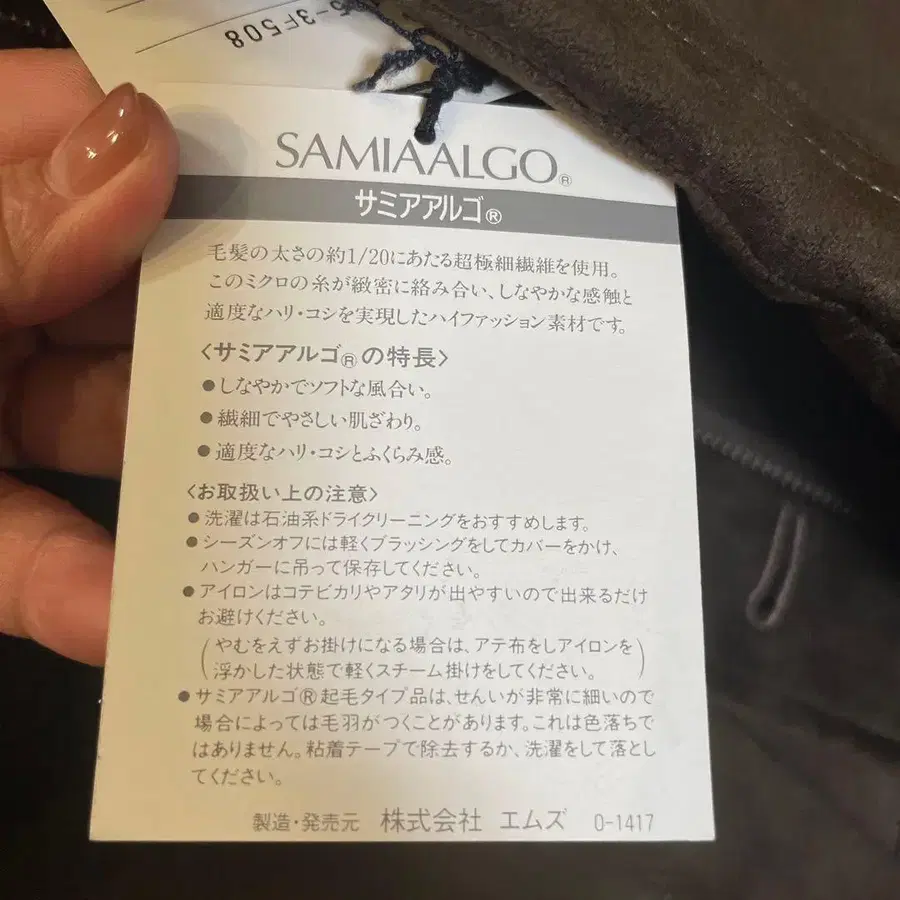 5-3F508
SAMIAALGO®
サミアアルゴ®
毛髪の太さの約1/20にあたる超極細繊維を使用。
このミクロの糸が緻密に絡み合い、しなやかな感触と
適度なハリ・コシを実現したハイファッション素材です。
〈サミアアルゴ®の特長〉
●しなやかでソフトな風合い。
●繊細でやさしい肌ざわり。
●適度なハリ・コシとふくらみ感。
〈お取扱い上の注意〉
●洗濯は石油系ドライクリーニングをおすすめします。
●シーズンオフには軽くブラッシングをしてカバーをかけ、
ハンガーに吊って保存してください。
●アイロンはコテビカリやアタリが出やすいので出来るだけ
お避けください。
(やむをえずお掛けになる場合は、アテ布をしアイロンを
浮かした状態で軽くスチーム掛けをしてください。)
●サミアアルゴ®起毛タイプ品は、せんいが非常に細いので
場合によっては毛羽がつくことがあります。これは色落ちで
はありません。粘着テープで除去するか、洗濯をして落とし
てください。
製造・発売元 株式会社 エムズ 0-1417